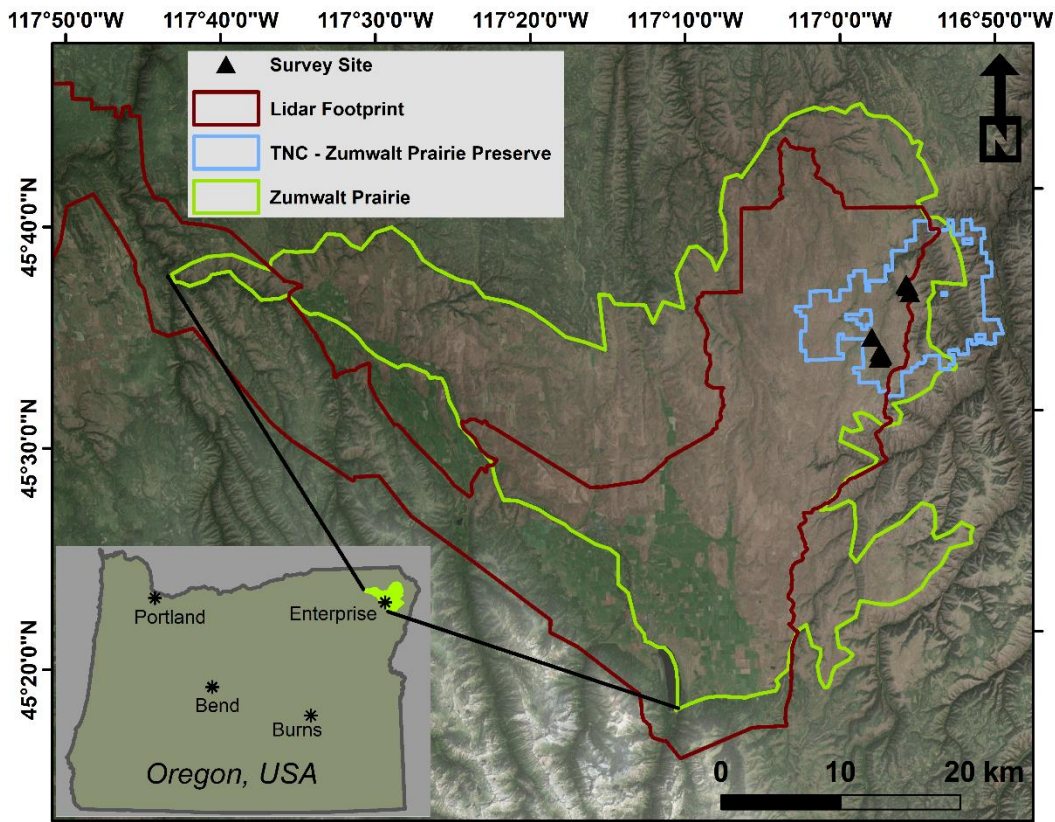 117°50'0"W 117°40'0"W 117°30'0"W 117°20'0"W 117°10'0"W 117°0'0"W 116°50'0"W
Survey Site
Lidar Footprint
TNC - Zumwalt Prairie Preserve
Zumwalt Prairie
N
45°40'0"N
45°30'0"N
45°20'0"N
Portland
Enterprise
Bend
Burns
Oregon, USA
0 10 20 km